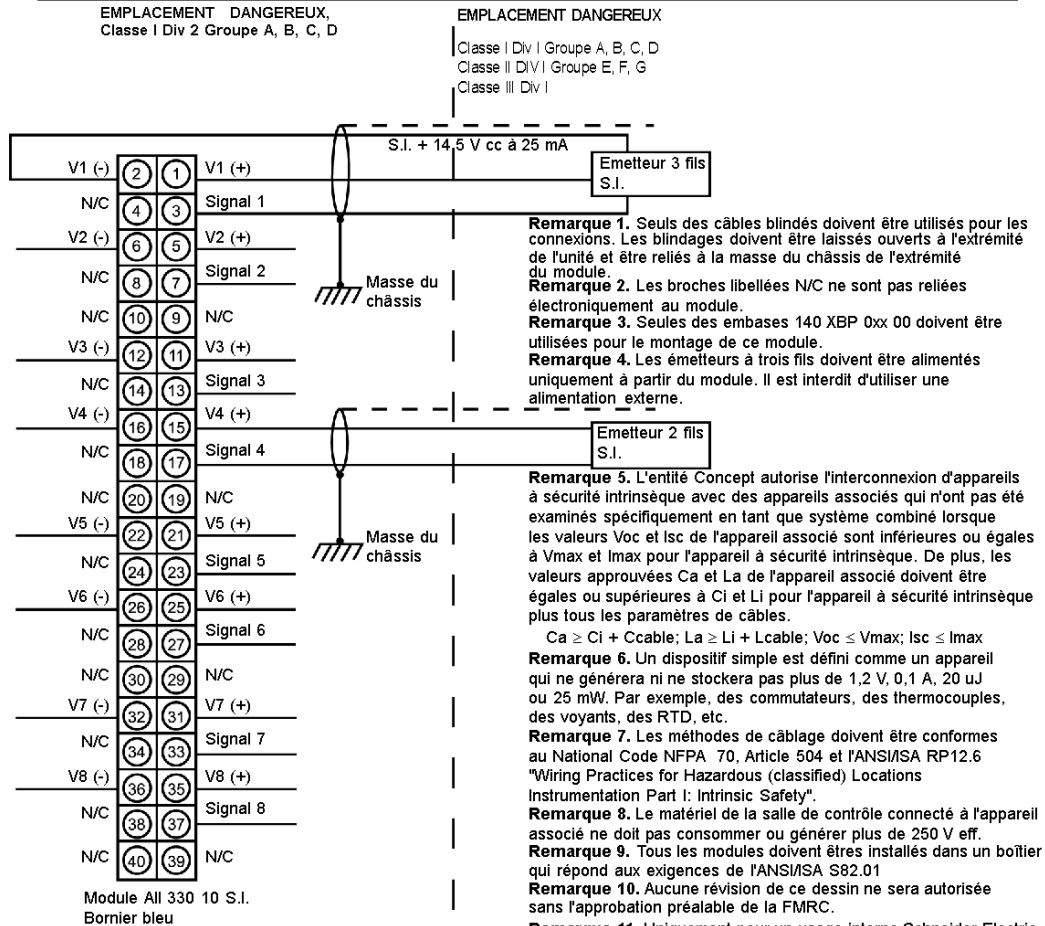 EMPLACEMENT DANGEREUX,
Classe I Div 2 Groupe A, B, C, D
EMPLACEMENT DANGEREUX
Classe I Div I Groupe A, B, C, D
Classe II DIV I Groupe E, F, G
Classe III Div I
S.I. + 14,5 V cc à 25 mA
Emetteur 3 fils
S.I.
V1 (-) 2 1 V1 (+)
N/C 4 3 Signal 1
V2 (-) 6 5 V2 (+)
N/C 8 7 Signal 2
N/C 10 9 N/C
V3 (-) 12 11 V3 (+)
N/C 14 13 Signal 3
V4 (-) 16 15 V4 (+)
N/C 18 17 Signal 4
N/C 20 19 N/C
V5 (-) 22 21 V5 (+)
N/C 24 23 Signal 5
V6 (-) 26 25 V6 (+)
N/C 28 27 Signal 6
N/C 30 29 N/C
V7 (-) 32 31 V7 (+)
N/C 34 33 Signal 7
V8 (-) 36 35 V8 (+)
N/C 38 37 Signal 8
N/C 40 39 N/C
Module AII 330 10 S.I.
Bornier bleu
Masse du
châssis
Emetteur 2 fils
S.I.
Masse du
châssis
Remarque 1. Seuls des câbles blindés doivent être utilisés pour les
connexions. Les blindages doivent être laissés ouverts à l'extrémité
de l'unité et être reliés à la masse du châssis de l'extrémité
du module.
Remarque 2. Les broches libellées N/C ne sont pas reliées
électroniquement au module.
Remarque 3. Seules des embases 140 XBP 0xx 00 doivent être
utilisées pour le montage de ce module.
Remarque 4. Les émetteurs à trois fils doivent être alimentés
uniquement à partir du module. Il est interdit d'utiliser une
alimentation externe.
Remarque 5. L'entité Concept autorise l'interconnexion d'appareils
à sécurité intrinsèque avec des appareils associés qui n'ont pas été
examinés spécifiquement en tant que système combiné lorsque
les valeurs Voc et Isc de l'appareil associé sont inférieures ou égales
à Vmax et Imax pour l'appareil à sécurité intrinsèque. De plus, les
valeurs approuvées Ca et La de l'appareil associé doivent être
égales ou supérieures à Ci et Li pour l'appareil à sécurité intrinsèque
plus tous les paramètres de câbles.
Ca ≥ Ci + Ccable; La ≥ Li + Lcable; Voc ≤ Vmax; Isc ≤ Imax
Remarque 6. Un dispositif simple est défini comme un appareil
qui ne générera ni ne stockera pas plus de 1,2 V, 0,1 A, 20 uJ
ou 25 mW. Par exemple, des commutateurs, des thermocouples,
des voyants, des RTD, etc.
Remarque 7. Les méthodes de câblage doivent être conformes
au National Code NFPA 70, Article 504 et l'ANSI/ISA RP12.6
"Wiring Practices for Hazardous (classified) Locations
Instrumentation Part I: Intrinsic Safety".
Remarque 8. Le matériel de la salle de contrôle connecté à l'appareil
associé ne doit pas consommer ou générer plus de 250 V eff.
Remarque 9. Tous les modules doivent êtres installés dans un boîtier
qui répond aux exigences de l'ANSI/ISA S82.01
Remarque 10. Aucune révision de ce dessin ne sera autorisée
sans l'approbation préalable de la FMRC.
Remarque 11. Uniquement pour un usage interne Schneider Electric